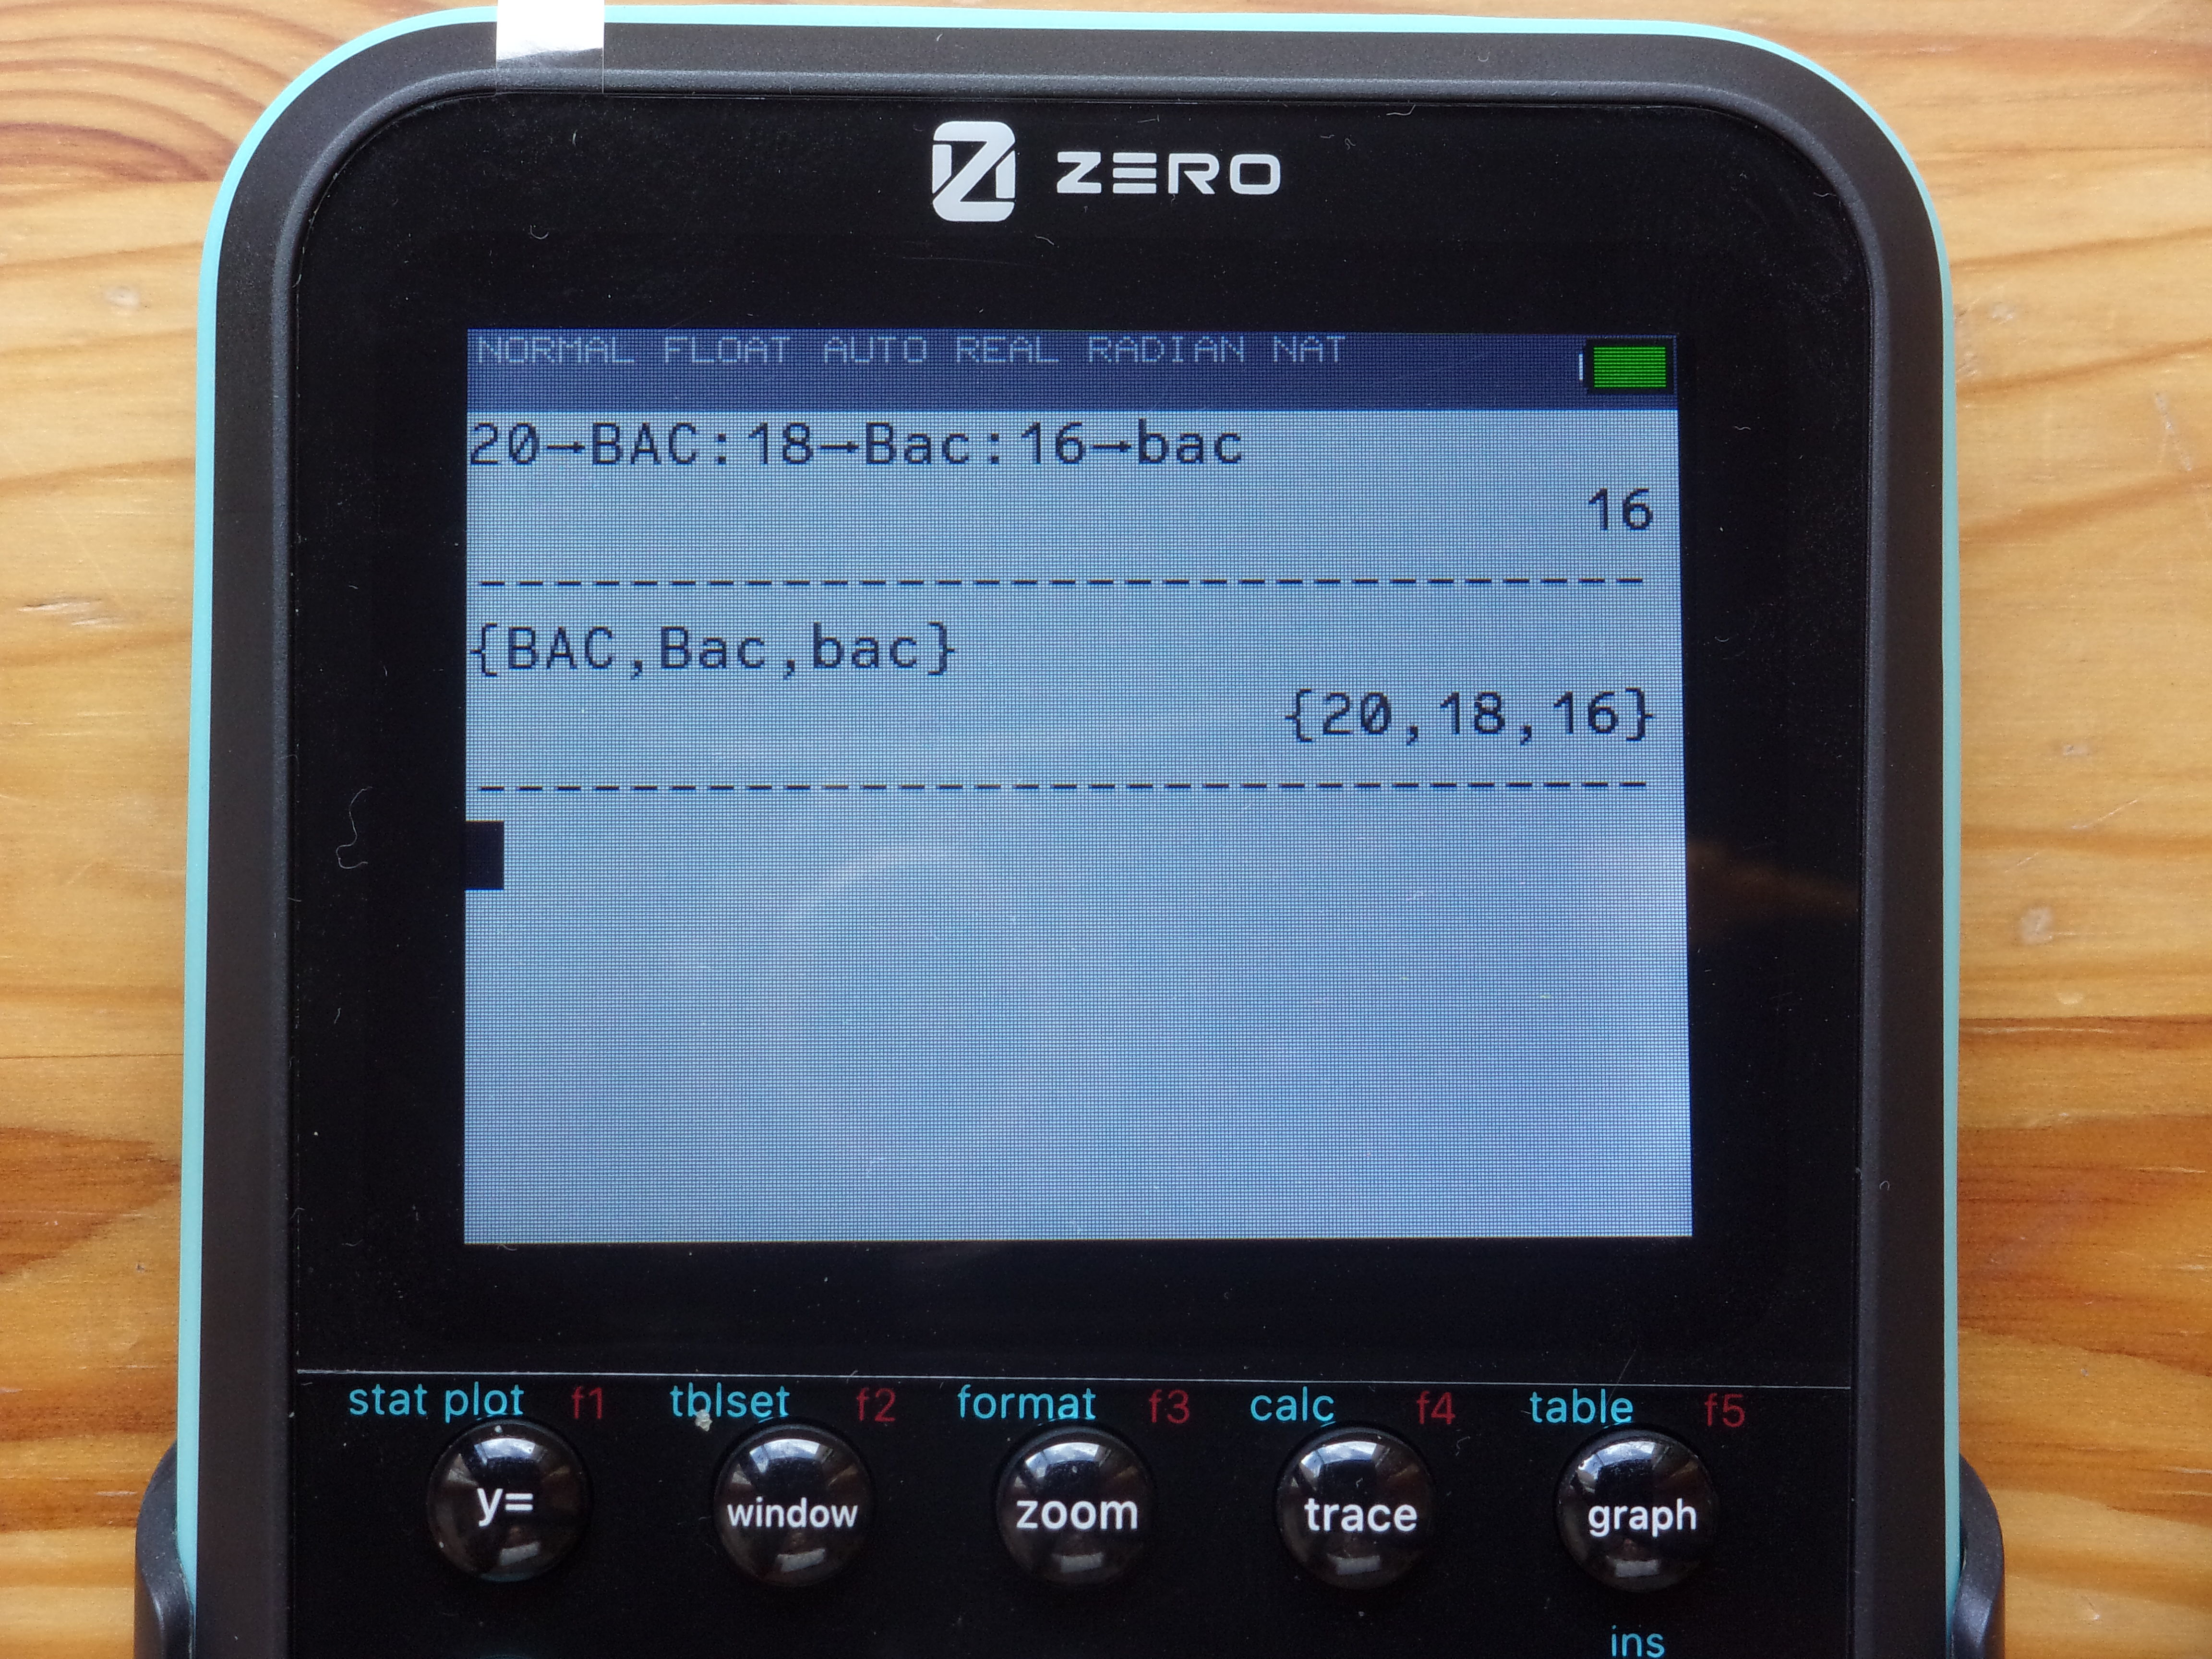 ZERO
NORMAL FLOAT AUTO REAL RADIAN NAT
20→BAC:18→Bac:16→bac
16
{BAC,Bac,bac}
{20,18,16}
stat plot f1 tblset f2 format f3 calc f4 table f5
y= window zoom trace graph
ins